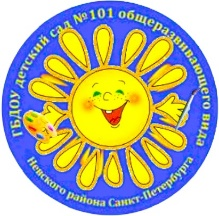 ГБДОУ детский сад №101 общеразвивающего вида
Невского района Санкт-Петербурга